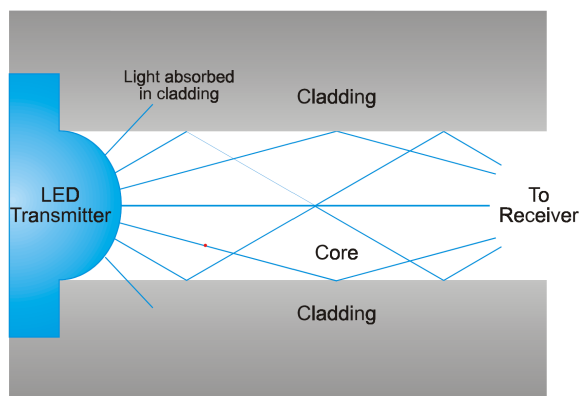 Light absorbed
in cladding
Cladding
LED
Transmitter
To
Receiver
Core
Cladding